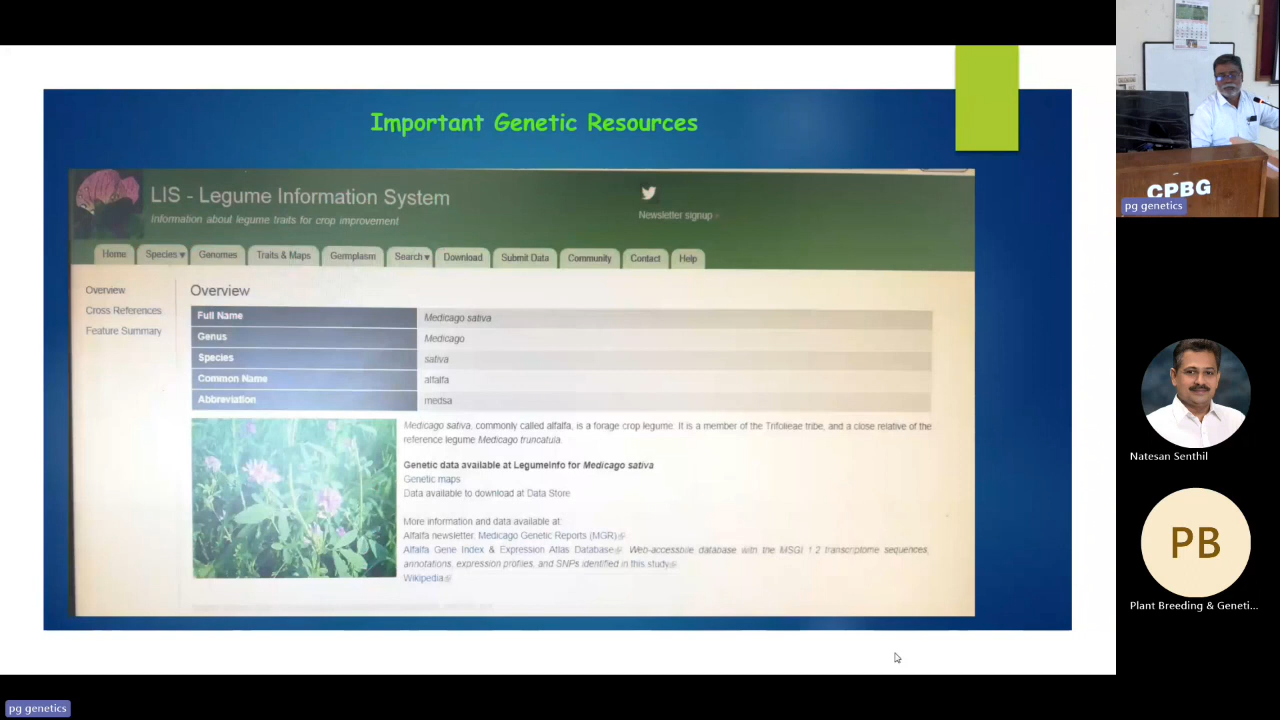 Important Genetic Resources
LIS - Legume Information System
Information about legume traits for crop improvement
Newsletter signup
Home Species Genomes Traits & Maps Germplasm Search Download Submit Data Community Contact Help
Overview
Cross References
Feature Summary
Overview
Full Name Medicago sativa
Genus Medicago
Species sativa
Common Name alfalfa
Abbreviation medsa
Medicago sativa, commonly called alfalfa, is a forage crop legume. It is a member of the Trifolieae tribe, and a close relative of the
reference legume Medicago truncatula.
Genetic data available at LegumeInfo for Medicago sativa
Genetic maps
Data available to download at Data Store
More information and data available at:
Alfalfa newsletter, Medicago Genetic Reports (MGR)
Alfalfa Gene Index & Expression Atlas Database Web-accessbile database with the MSGI 1.2 transcriptome sequences,
annotations, expression profiles, and SNPs identified in this study
Wikipedia
CPBG
pg genetics
Natesan Senthil
PB
Plant Breeding & Geneti...
pg genetics